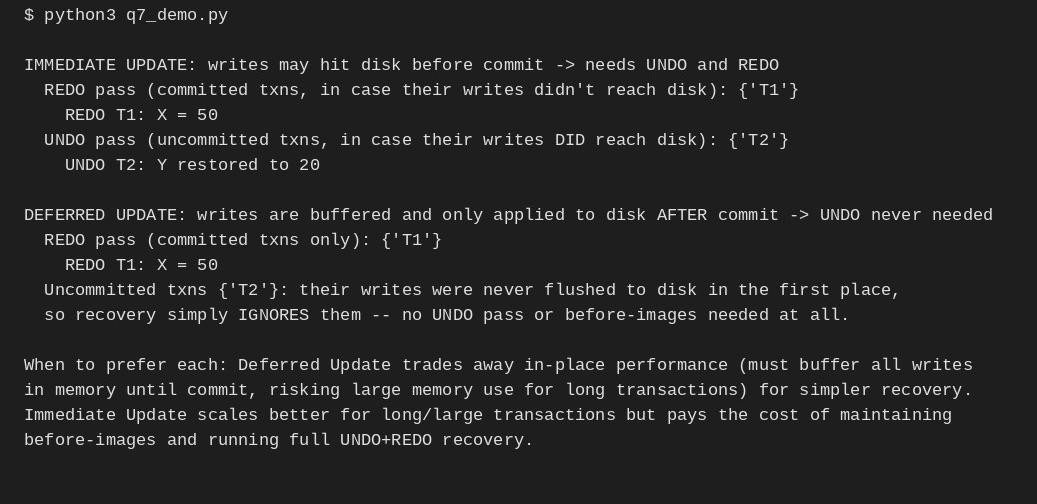 $ python3 q7_demo.py
IMMEDIATE UPDATE: writes may hit disk before commit -> needs UNDO and REDO
REDO pass (committed txns, in case their writes didn't reach disk): {'T1'}
REDO T1: X = 50
UNDO pass (uncommitted txns, in case their writes DID reach disk): {'T2'}
UNDO T2: Y restored to 20
DEFERRED UPDATE: writes are buffered and only applied to disk AFTER commit -> UNDO never needed
REDO pass (committed txns only): {'T1'}
REDO T1: X = 50
Uncommitted txns {'T2'}: their writes were never flushed to disk in the first place,
so recovery simply IGNORES them -- no UNDO pass or before-images needed at all.
When to prefer each: Deferred Update trades away in-place performance (must buffer all writes
in memory until commit, risking large memory use for long transactions) for simpler recovery.
Immediate Update scales better for long/large transactions but pays the cost of maintaining
before-images and running full UNDO+REDO recovery.